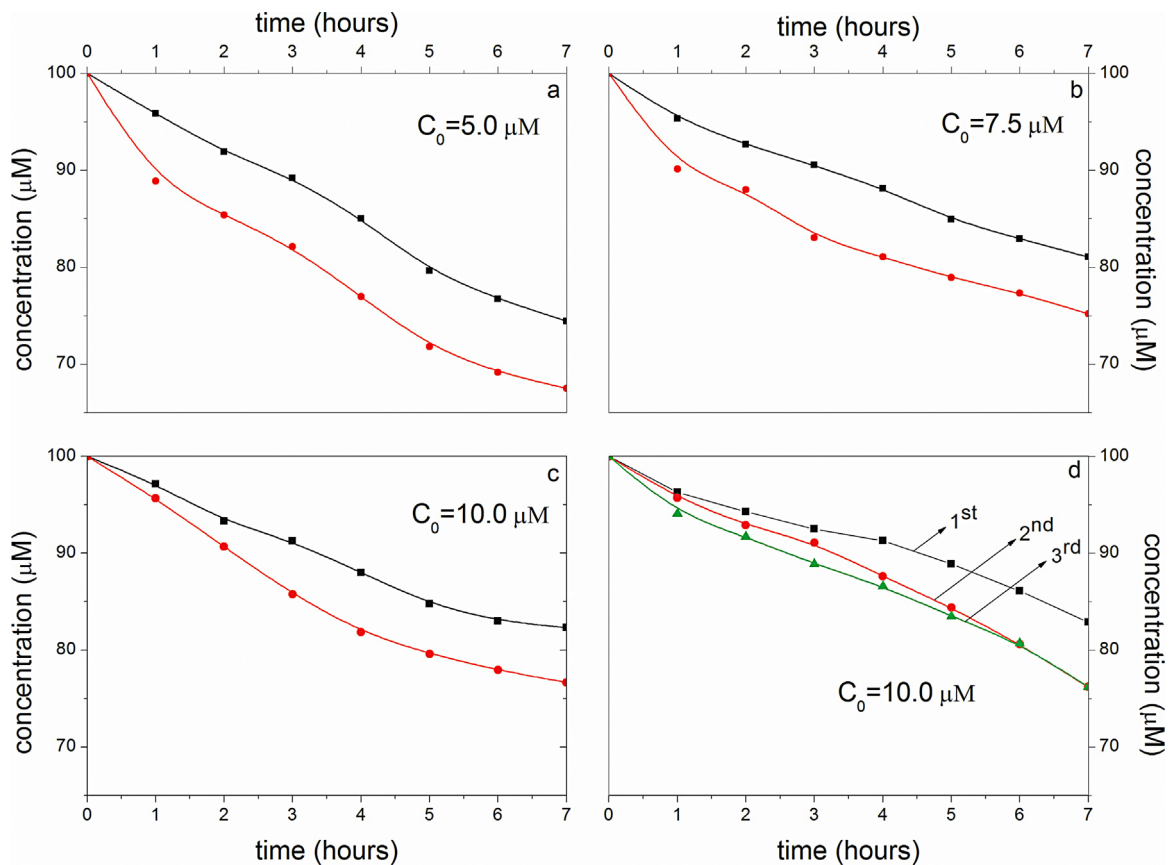 time (hours)
time (hours)
0 1 2 3 4 5 6 7
0 1 2 3 4 5 6 7
100
90
80
70
concentration (μM)
a
C0=5.0 μM
b
C0=7.5 μM
100
90
80
70
concentration (μM)
100
90
80
70
concentration (μM)
c
C0=10.0 μM
d
1st
2nd
3rd
C0=10.0 μM
100
90
80
70
concentration (μM)
0 1 2 3 4 5 6 7
0 1 2 3 4 5 6 7
time (hours)
time (hours)